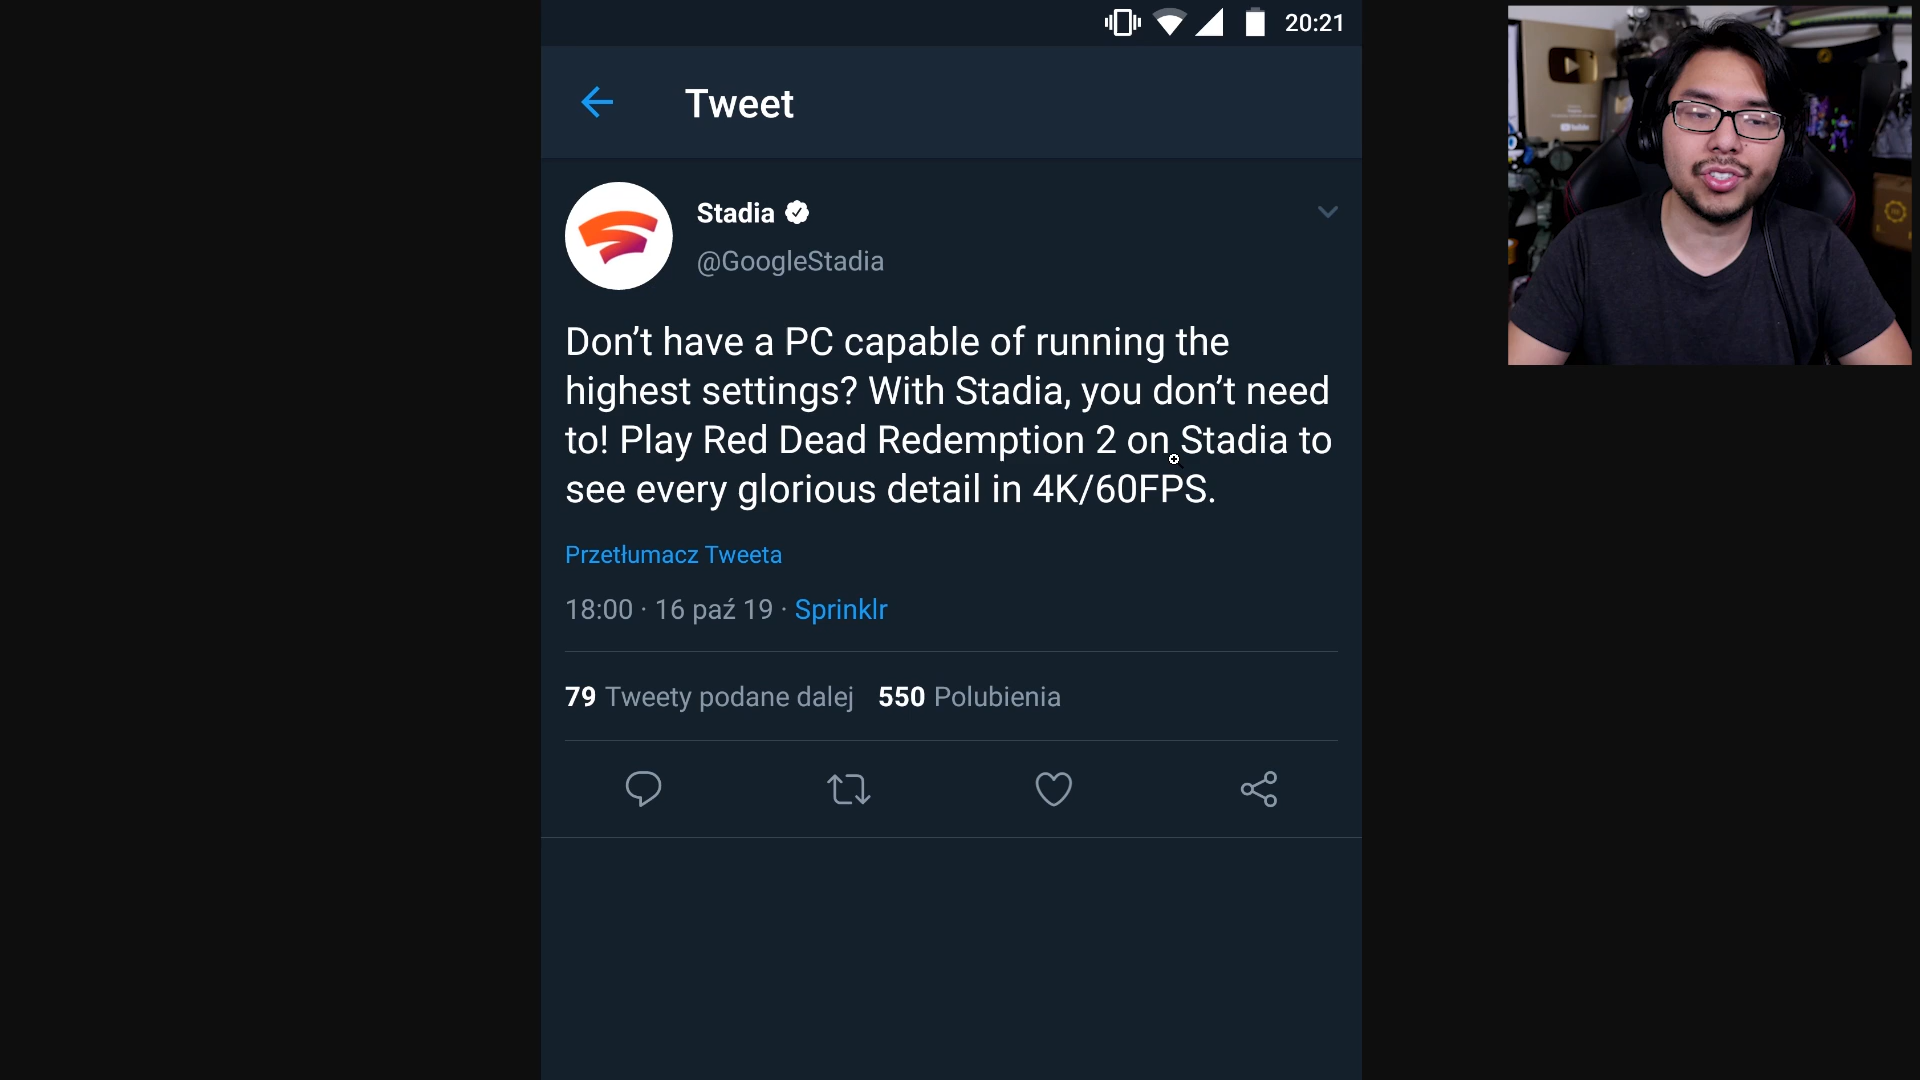 20:21
Tweet
Stadia
@GoogleStadia
Don’t have a PC capable of running the
highest settings? With Stadia, you don’t need
to! Play Red Dead Redemption 2 on Stadia to
see every glorious detail in 4K/60FPS.
Przetłumacz Tweeta
18:00 · 16 paź 19 · Sprinklr
79 Tweety podane dalej 550 Polubienia